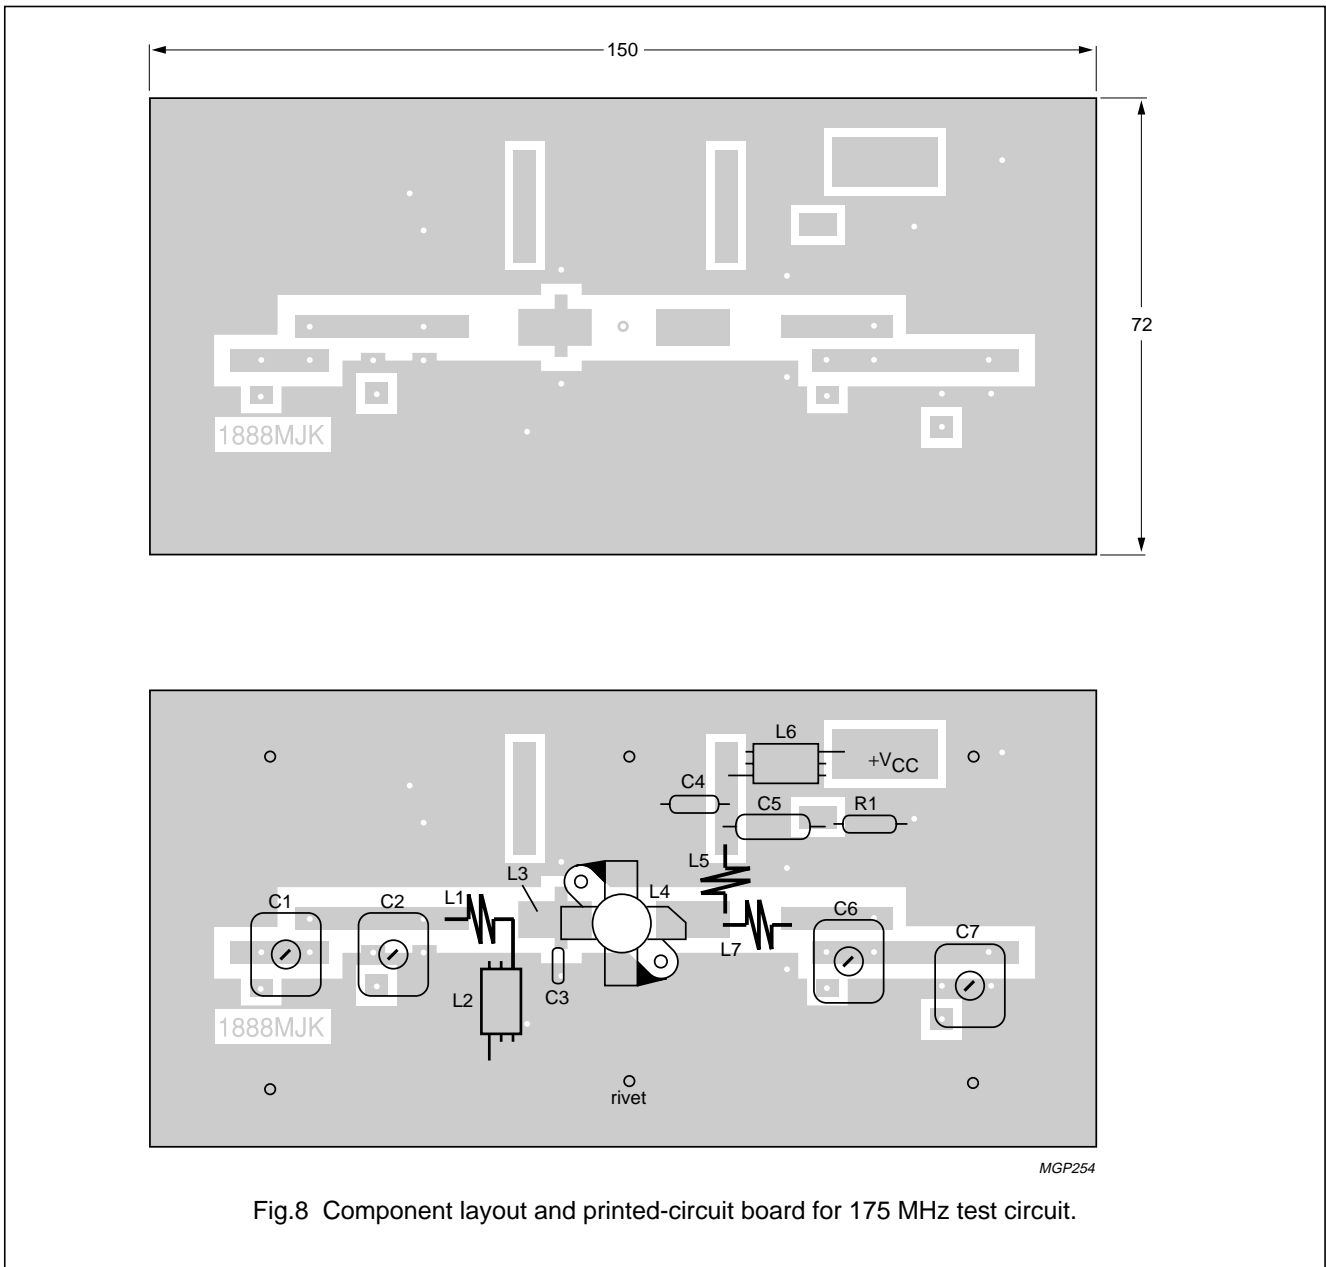 150
72
1888MJK
L6
+VCC
C4
C5
R1
L5
L3
L4
L1
C1
C2
C6
C7
L7
L2
C3
1888MJK
rivet
MGP254
Fig.8 Component layout and printed-circuit board for 175 MHz test circuit.